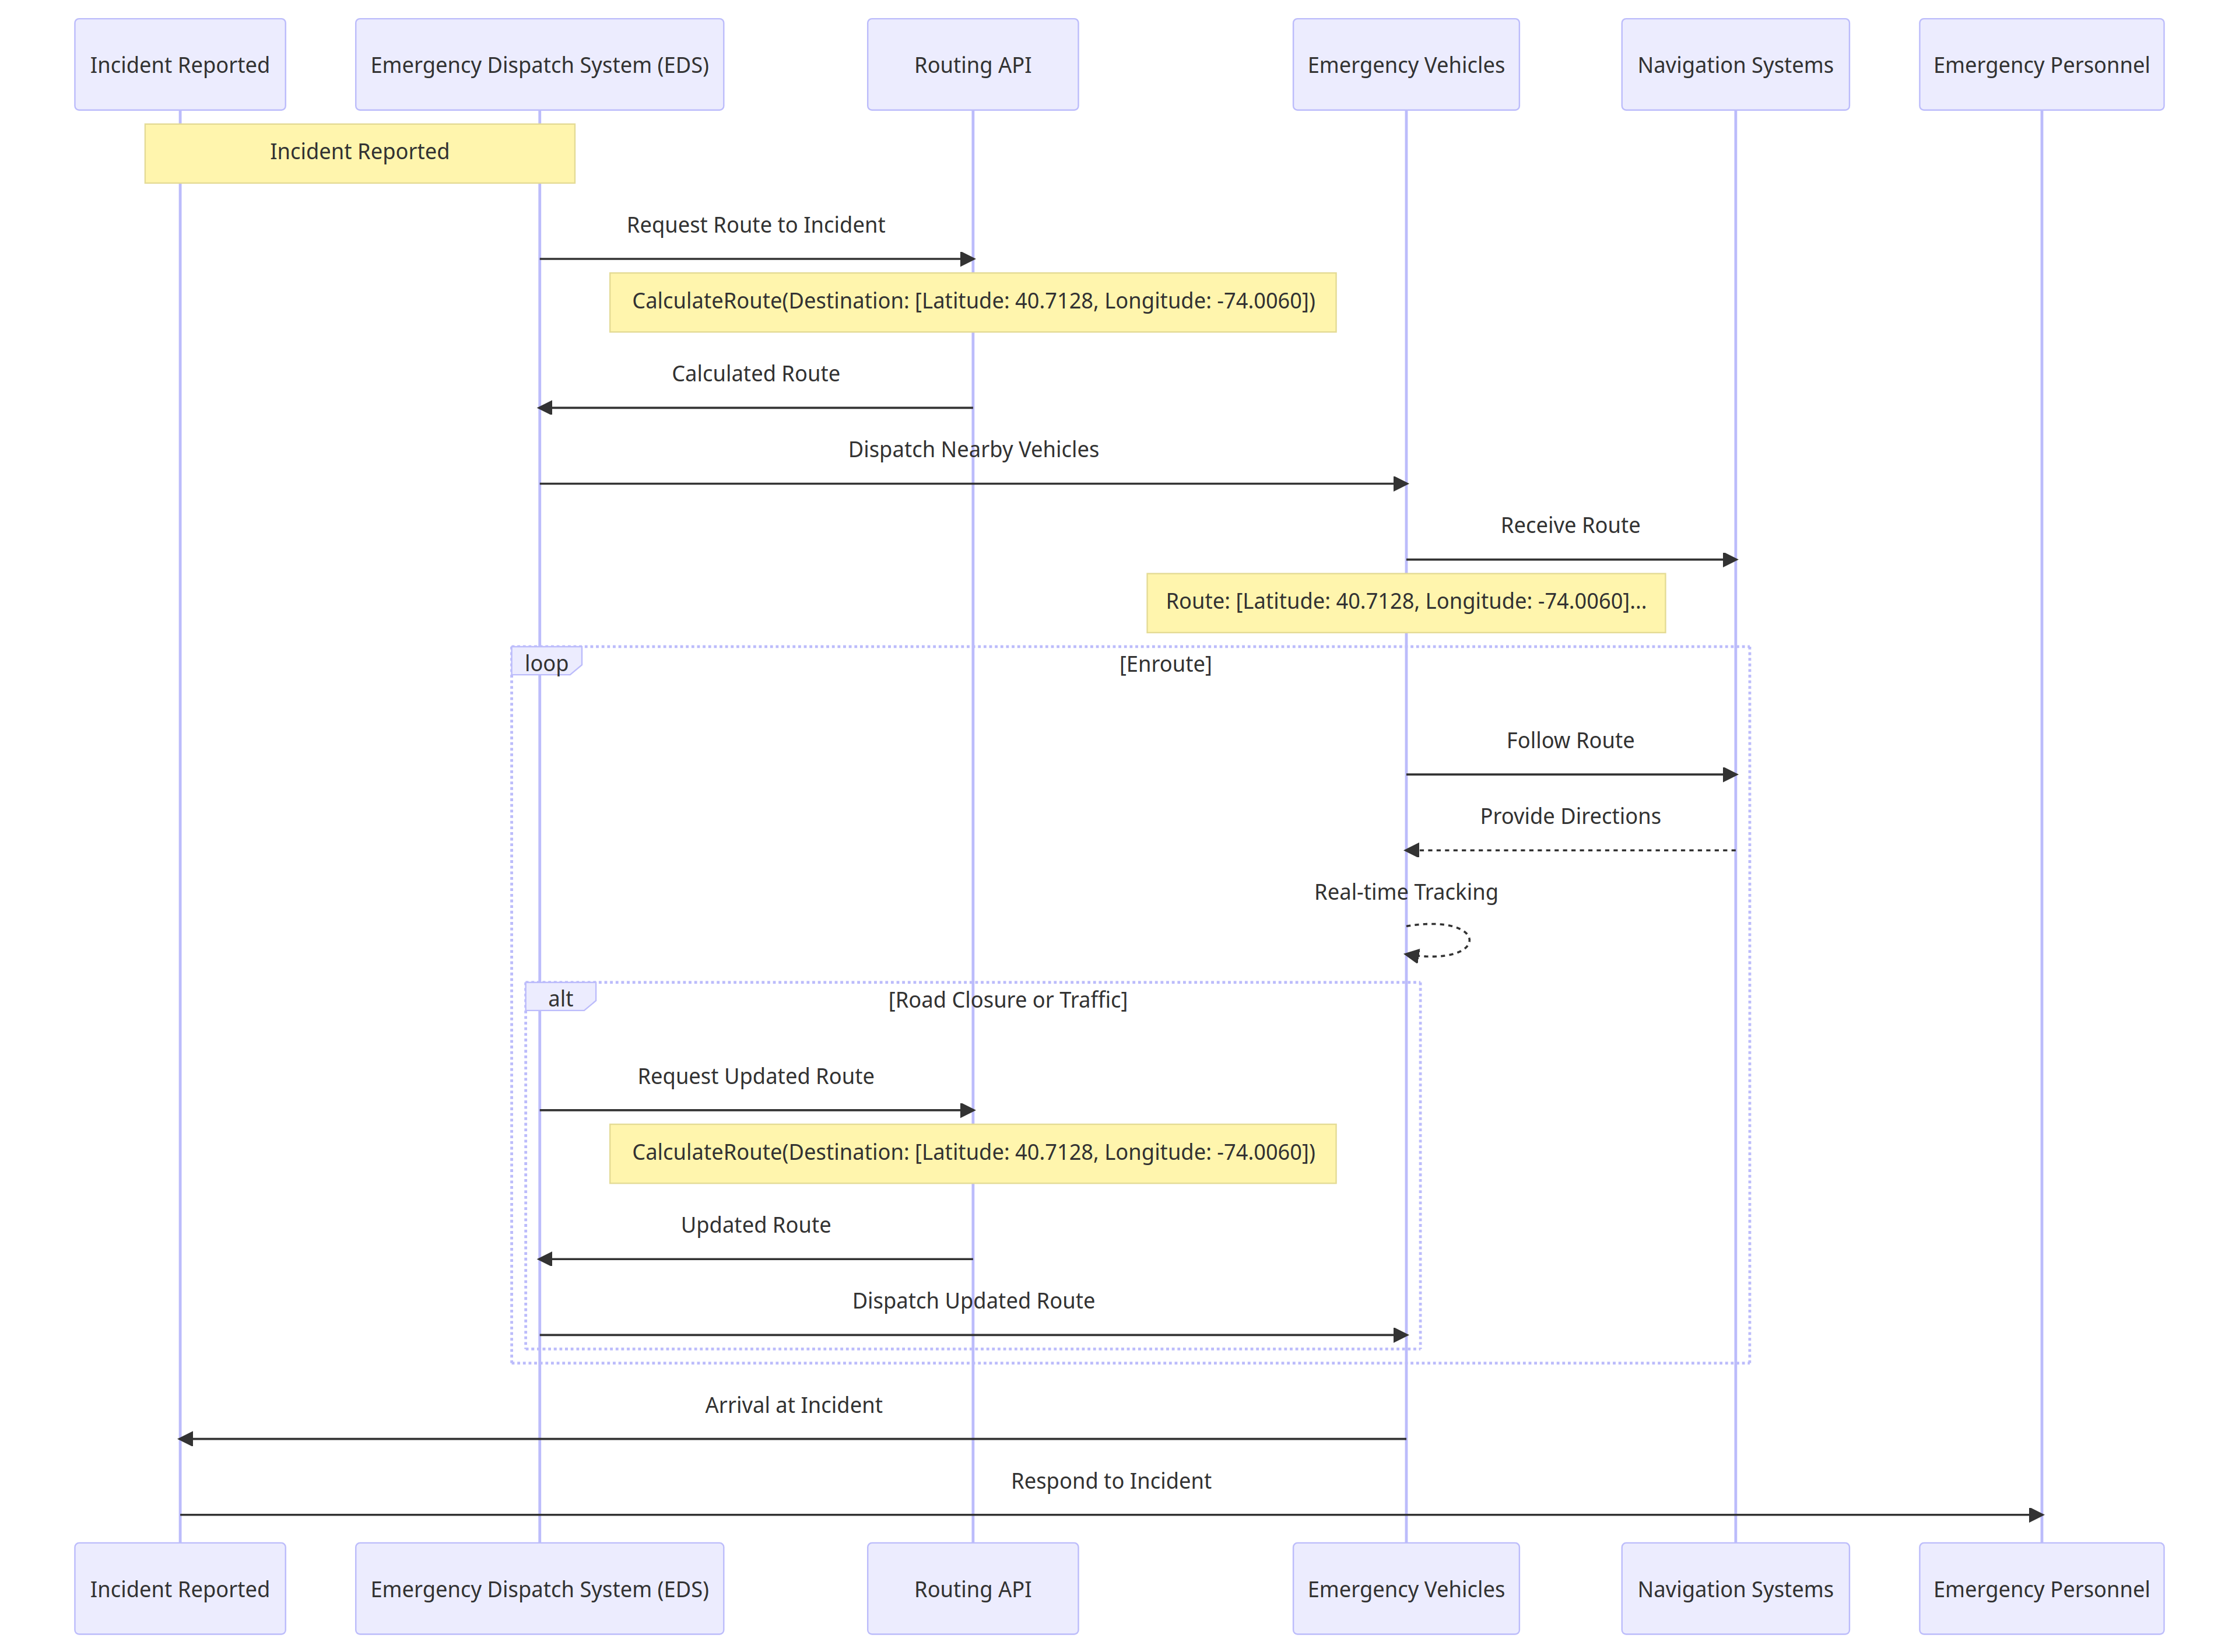 Incident Reported
Emergency Dispatch System (EDS)
Routing API
Emergency Vehicles
Navigation Systems
Emergency Personnel
Incident Reported
Request Route to Incident
CalculateRoute(Destination: [Latitude: 40.7128, Longitude: -74.0060])
Calculated Route
Dispatch Nearby Vehicles
Receive Route
Route: [Latitude: 40.7128, Longitude: -74.0060]...
loop
[Enroute]
Follow Route
Provide Directions
Real-time Tracking
alt
[Road Closure or Traffic]
Request Updated Route
CalculateRoute(Destination: [Latitude: 40.7128, Longitude: -74.0060])
Updated Route
Dispatch Updated Route
Arrival at Incident
Respond to Incident
Incident Reported
Emergency Dispatch System (EDS)
Routing API
Emergency Vehicles
Navigation Systems
Emergency Personnel